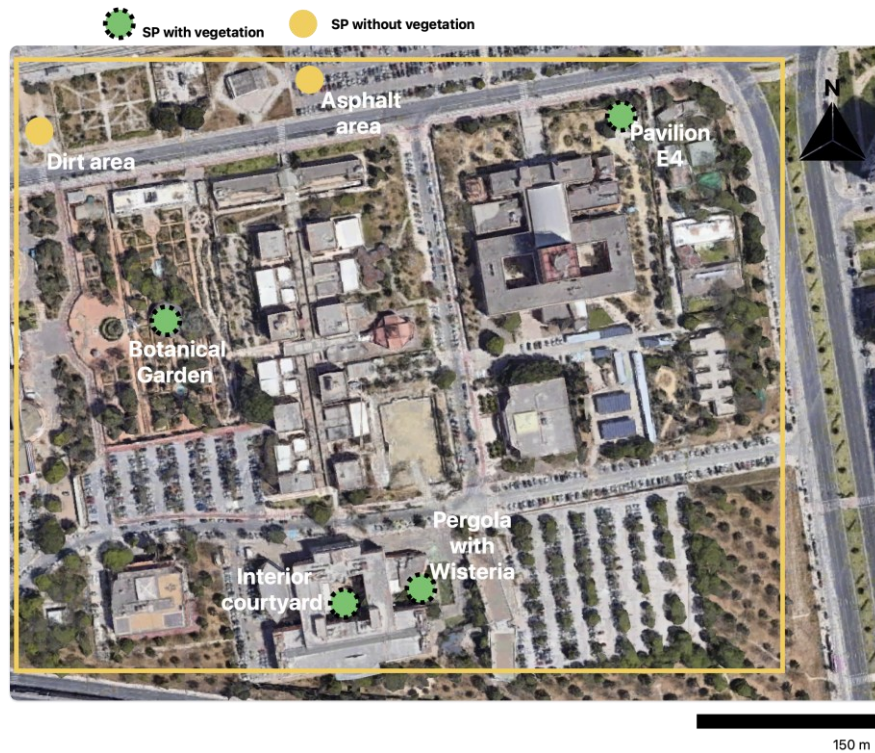 SP with vegetation
SP without vegetation
N
Asphalt
area
Pavilion
E4
Dirt area
Botanical
Garden
Pergola
with
Wisteria
Interior
courtyard
150 m